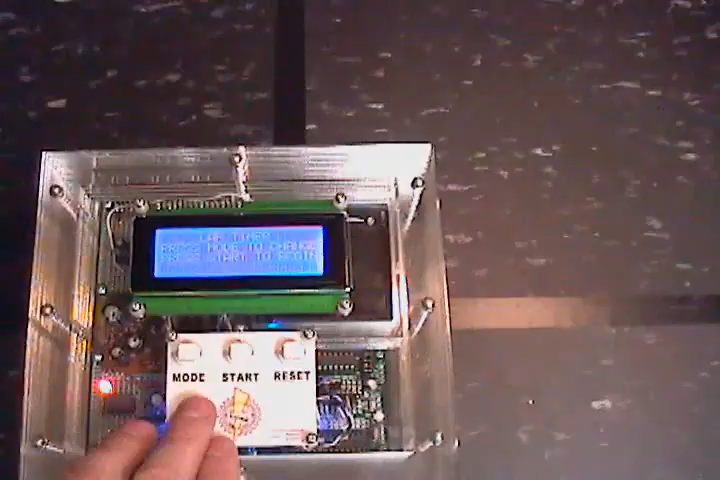 LAP TIMER
PRESS MODE TO CHANGE
PRESS START TO BEGIN
MODE START RESET